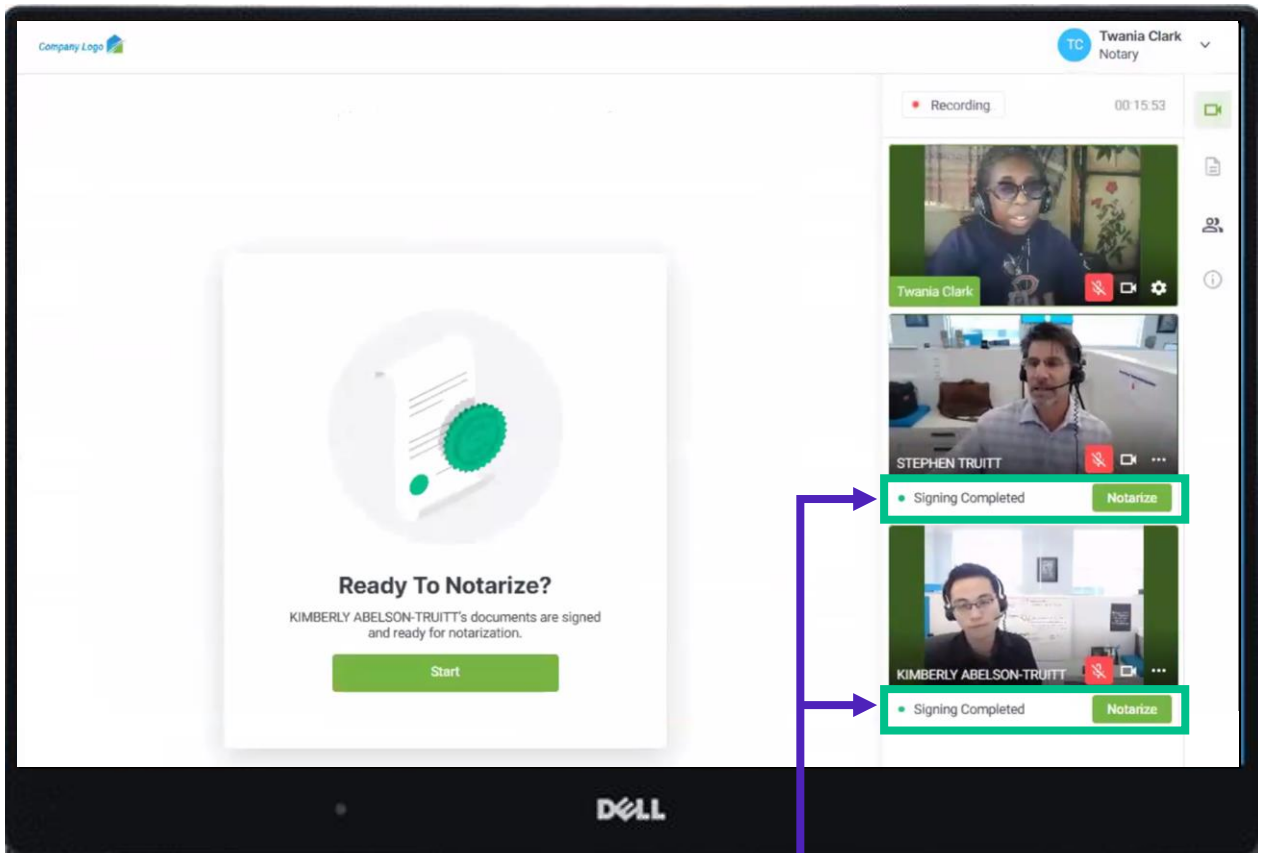 Company Logo
TC
Twania Clark
Notary
Recording
00:15:53
Twania Clark
STEPHEN TRUITT
Signing Completed
Notarize
Ready To Notarize?
KIMBERLY ABELSON-TRUITT's documents are signed
and ready for notarization.
Start
KIMBERLY ABELSON-TRUITT
Signing Completed
Notarize
DELL